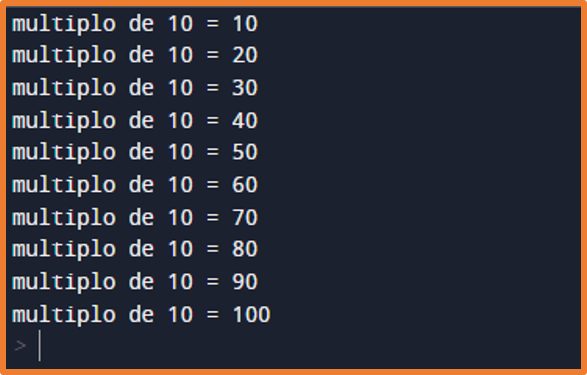 multiplo de 10 = 10
multiplo de 10 = 20
multiplo de 10 = 30
multiplo de 10 = 40
multiplo de 10 = 50
multiplo de 10 = 60
multiplo de 10 = 70
multiplo de 10 = 80
multiplo de 10 = 90
multiplo de 10 = 100
>